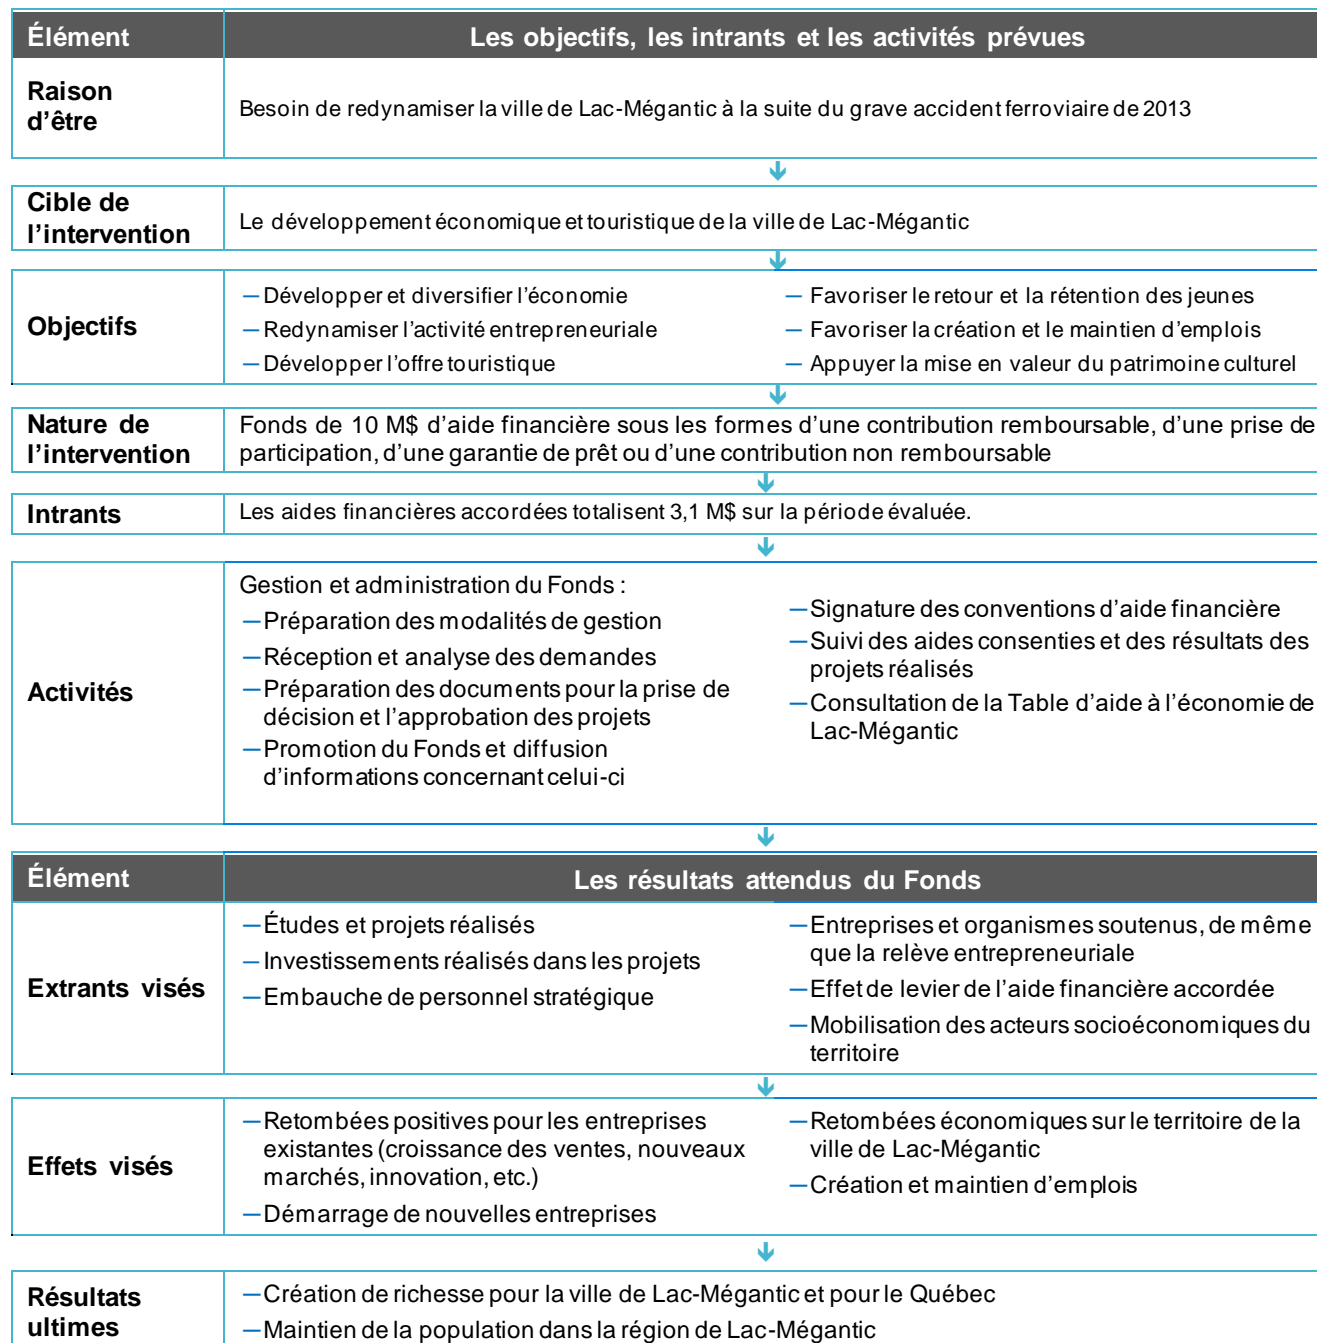 Élément
Les objectifs, les intrants et les activités prévues
Raison
d’être
Besoin de redynamiser la ville de Lac-Mégantic à la suite du grave accident ferroviaire de 2013
Cible de
l’intervention
Le développement économique et touristique de la ville de Lac-Mégantic
Objectifs
— Développer et diversifier l’économie
— Redynamiser l’activité entrepreneuriale
— Développer l’offre touristique
— Favoriser le retour et la rétention des jeunes
— Favoriser la création et le maintien d’emplois
— Appuyer la mise en valeur du patrimoine culturel
Nature de
l’intervention
Fonds de 10 M$ d’aide financière sous les formes d’une contribution remboursable, d’une prise de
participation, d’une garantie de prêt ou d’une contribution non remboursable
Intrants
Les aides financières accordées totalisent 3,1 M$ sur la période évaluée.
Activités
Gestion et administration du Fonds :
— Préparation des modalités de gestion
— Réception et analyse des demandes
— Préparation des documents pour la prise de
décision et l’approbation des projets
— Promotion du Fonds et diffusion
d’informations concernant celui-ci
— Signature des conventions d’aide financière
— Suivi des aides consenties et des résultats des
projets réalisés
— Consultation de la Table d’aide à l’économie de
Lac-Mégantic
Élément
Les résultats attendus du Fonds
Extrants visés
— Études et projets réalisés
— Investissements réalisés dans les projets
— Embauche de personnel stratégique
— Entreprises et organismes soutenus, de même
que la relève entrepreneuriale
— Effet de levier de l’aide financière accordée
— Mobilisation des acteurs socioéconomiques du
territoire
Effets visés
— Retombées positives pour les entreprises
existantes (croissance des ventes, nouveaux
marchés, innovation, etc.)
— Démarrage de nouvelles entreprises
— Retombées économiques sur le territoire de la
ville de Lac-Mégantic
— Création et maintien d’emplois
Résultats
ultimes
— Création de richesse pour la ville de Lac-Mégantic et pour le Québec
— Maintien de la population dans la région de Lac-Mégantic